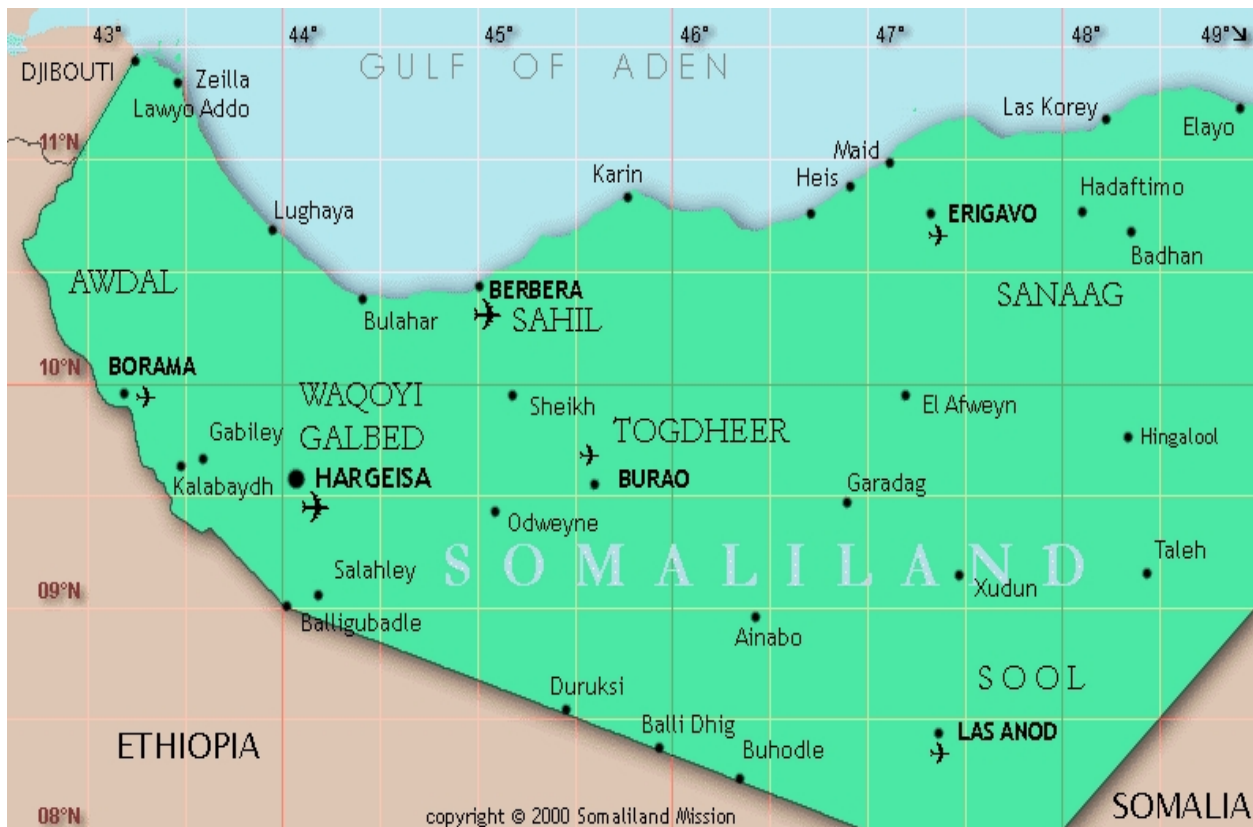 43° 44° 45° 46° 47° 48° 49°
GULF OF ADEN
DJIBOUTI
Zeilla
Lawyo Addo
Las Korey
Elayo
11°N
Maid
Karin
Heis
Hadaftimo
Lughaya
ERIGAVO
Badhan
AWDAL
BERBERA
SANAAG
Bulahar
SAHIL
10°N
BORAMA
WAQOYI
GALBED
Sheikh
El Afweyn
TOGDHEER
Gabiley
Hingalool
Kalabaydh
HARGEISA
BURAO
Garadag
Odweyne
SOMALILAND
Taleh
Salahley
Xudun
09°N
Balligubadle
Ainabo
SOOL
Duruksi
Balli Dhig
LAS ANOD
ETHIOPIA
Buhodle
08°N
copyright © 2000 Somaliland Mission
SOMALIA